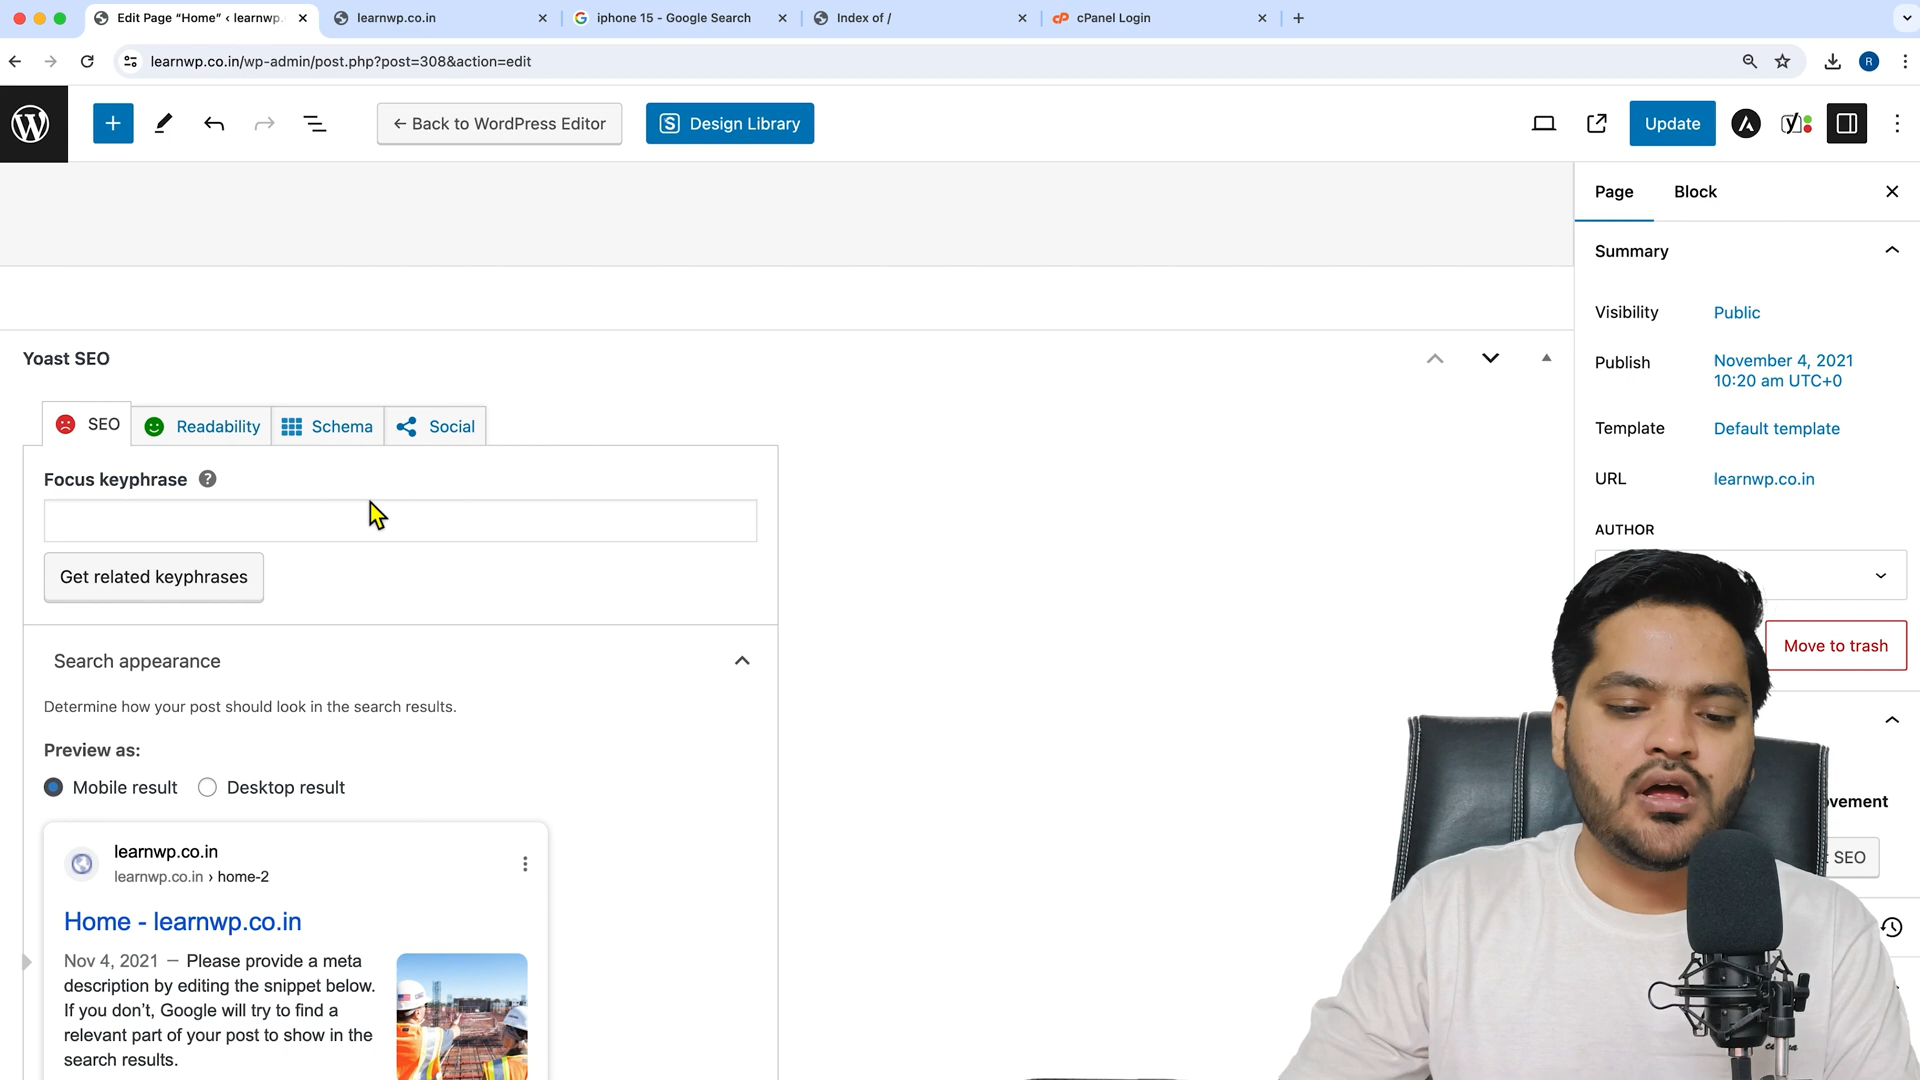 Edit Page “Home” ‹ learnwp.
learnwp.co.in
iphone 15 - Google Search
Index of /
cPanel Login
learnwp.co.in/wp-admin/post.php?post=308&action=edit
R
← Back to WordPress Editor
Design Library
Update
Page
Block
Summary
Visibility
Public
Publish
November 4, 2021
10:20 am UTC+0
Template
Default template
URL
learnwp.co.in
AUTHOR
Move to trash
vement
SEO
Yoast SEO
SEO
Readability
Schema
Social
Focus keyphrase
Get related keyphrases
Search appearance
Determine how your post should look in the search results.
Preview as:
Mobile result
Desktop result
learnwp.co.in
learnwp.co.in › home-2
Home - learnwp.co.in
Nov 4, 2021 － Please provide a meta
description by editing the snippet below.
If you don’t, Google will try to find a
relevant part of your post to show in the
search results.